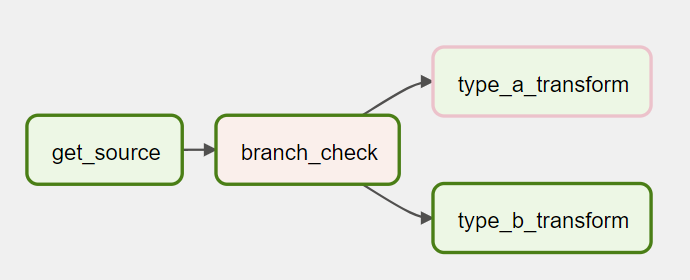 get_source
branch_check
type_a_transform
type_b_transform